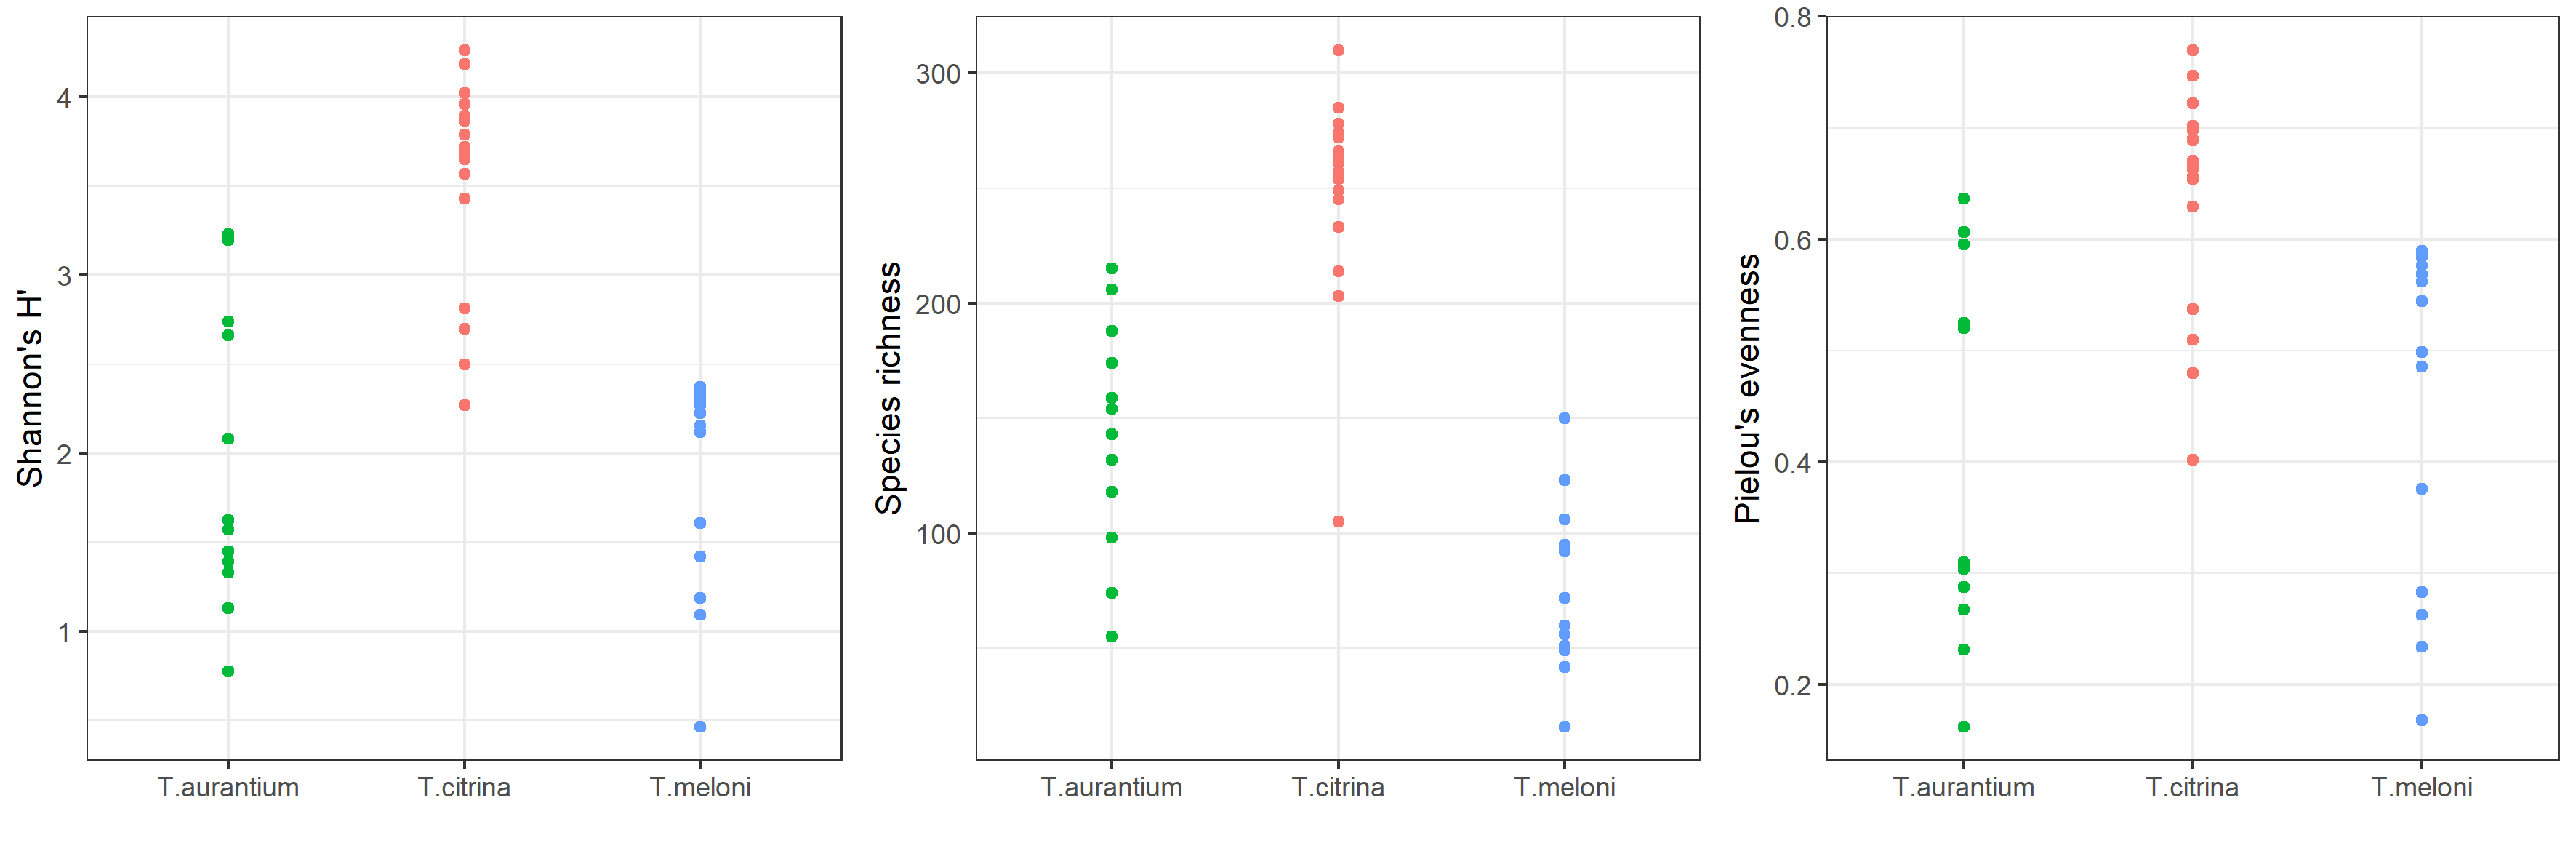 Shannon's H'
4
3
2
1
T.aurantium
T.citrina
T.meloni
Species richness
300
200
100
T.aurantium
T.citrina
T.meloni
Pielou's evenness
0.8
0.6
0.4
0.2
T.aurantium
T.citrina
T.meloni